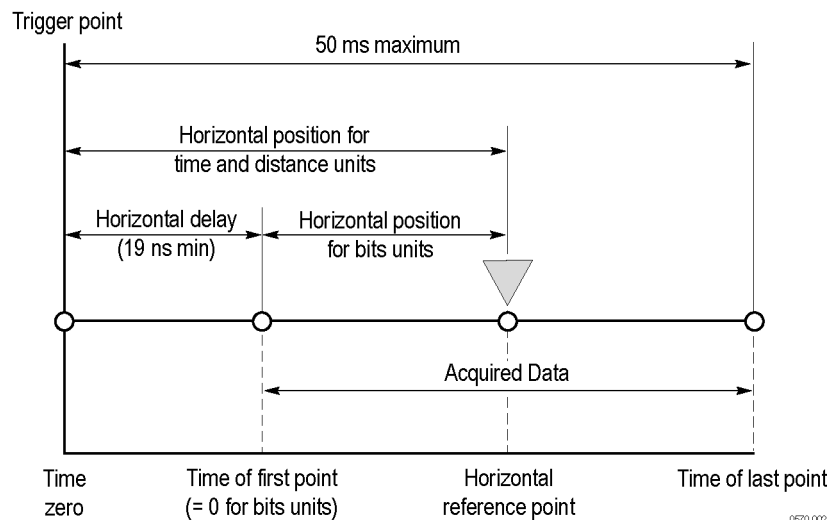 Trigger point
50 ms maximum
Horizontal position for
time and distance units
Horizontal delay
(19 ns min)
Horizontal position
for bits units
Acquired Data
Time
zero
Time of first point
(= 0 for bits units)
Horizontal
reference point
Time of last point